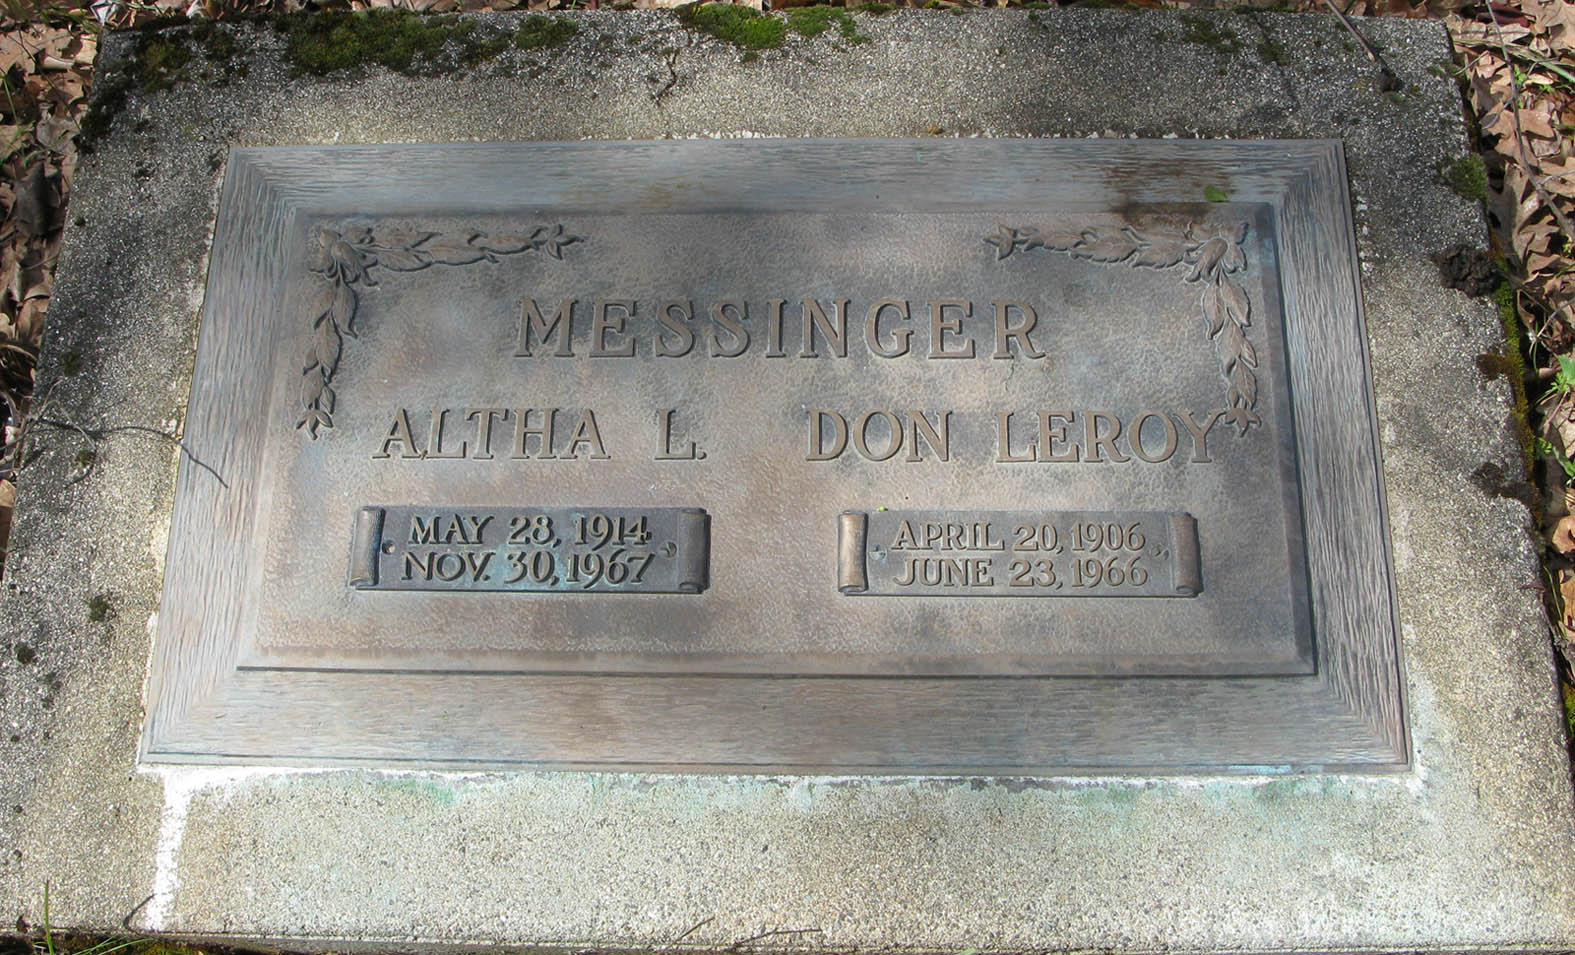 MESSINGER
ALTHA L. DON LEROY
MAY 28, 1914
NOV. 30, 1967
APRIL 20, 1906
JUNE 23, 1966